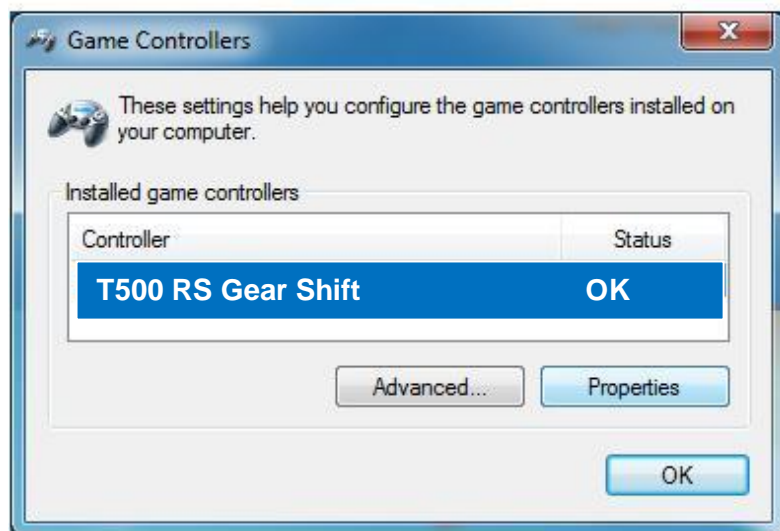 Game Controllers
These settings help you configure the game controllers installed on
your computer.
Installed game controllers
Controller Status
T500 RS Gear Shift OK
Advanced... Properties
OK